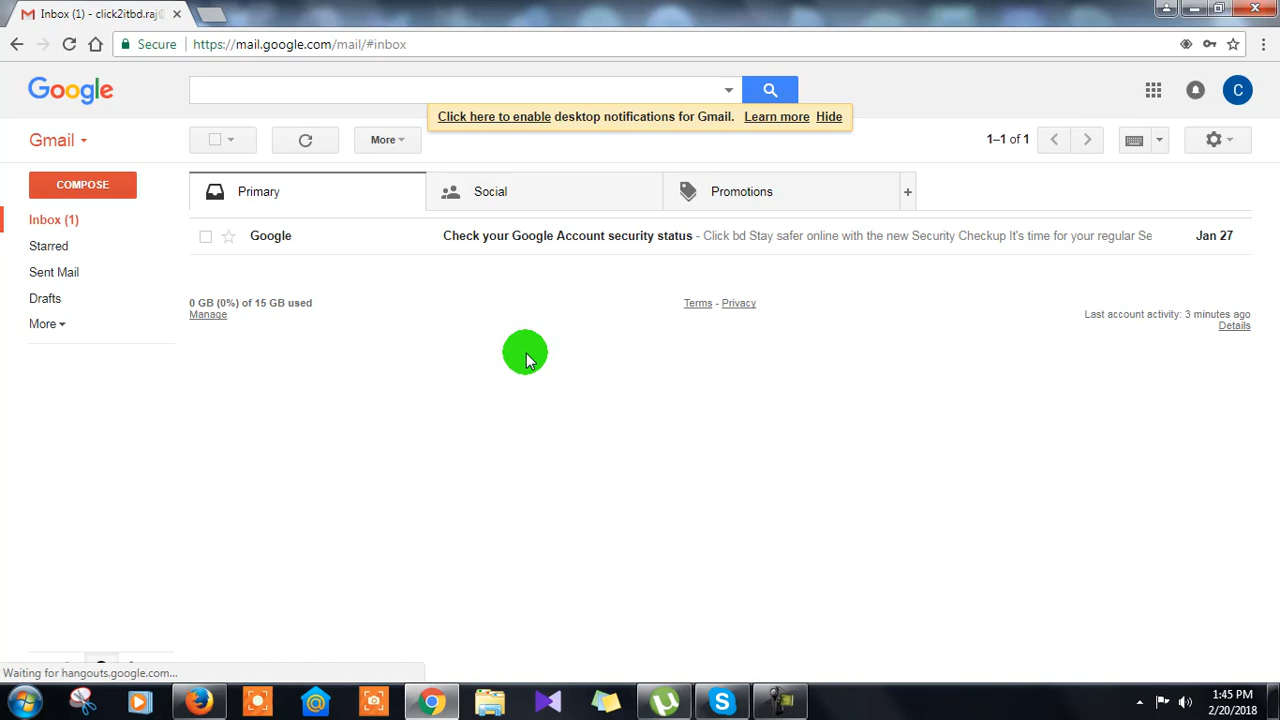 Inbox (1) - click2itbd.raj@
Secure https://mail.google.com/mail/#inbox
Google
C
Click here to enable desktop notifications for Gmail. Learn more Hide
Gmail
More
1–1 of 1
COMPOSE
Primary
Social
Promotions
+
Inbox (1)
Starred
Sent Mail
Drafts
More
Google
Check your Google Account security status - Click bd Stay safer online with the new Security Checkup It's time for your regular Se
Jan 27
0 GB (0%) of 15 GB used
Manage
Terms - Privacy
Last account activity: 3 minutes ago
Details
Waiting for hangouts.google.com...
1:45 PM
2/20/2018